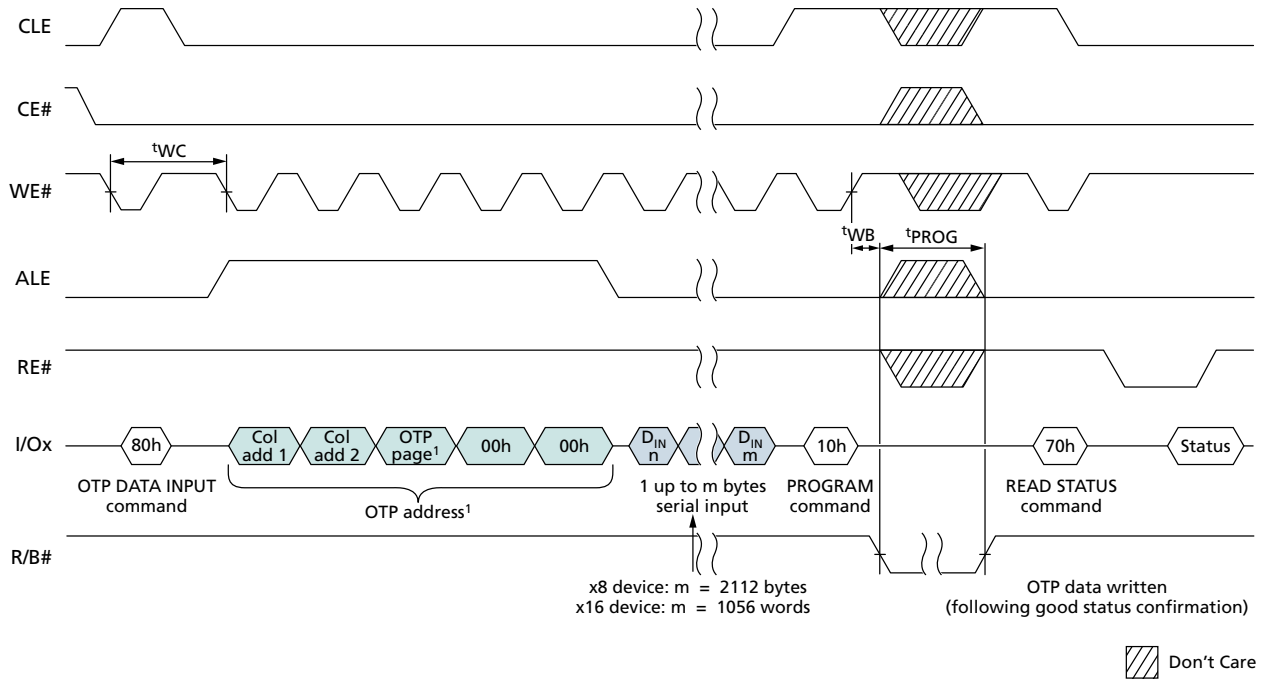 CLE
CE#
tWC
WE#
tWB
tPROG
ALE
RE#
I/Ox
80h
Col
add 1
Col
add 2
OTP
page1
00h
00h
DIN
n
DIN
m
10h
70h
Status
OTP DATA INPUT
command
OTP address1
1 up to m bytes
serial input
PROGRAM
command
READ STATUS
command
R/B#
x8 device: m = 2112 bytes
x16 device: m = 1056 words
OTP data written
(following good status confirmation)
Don't Care